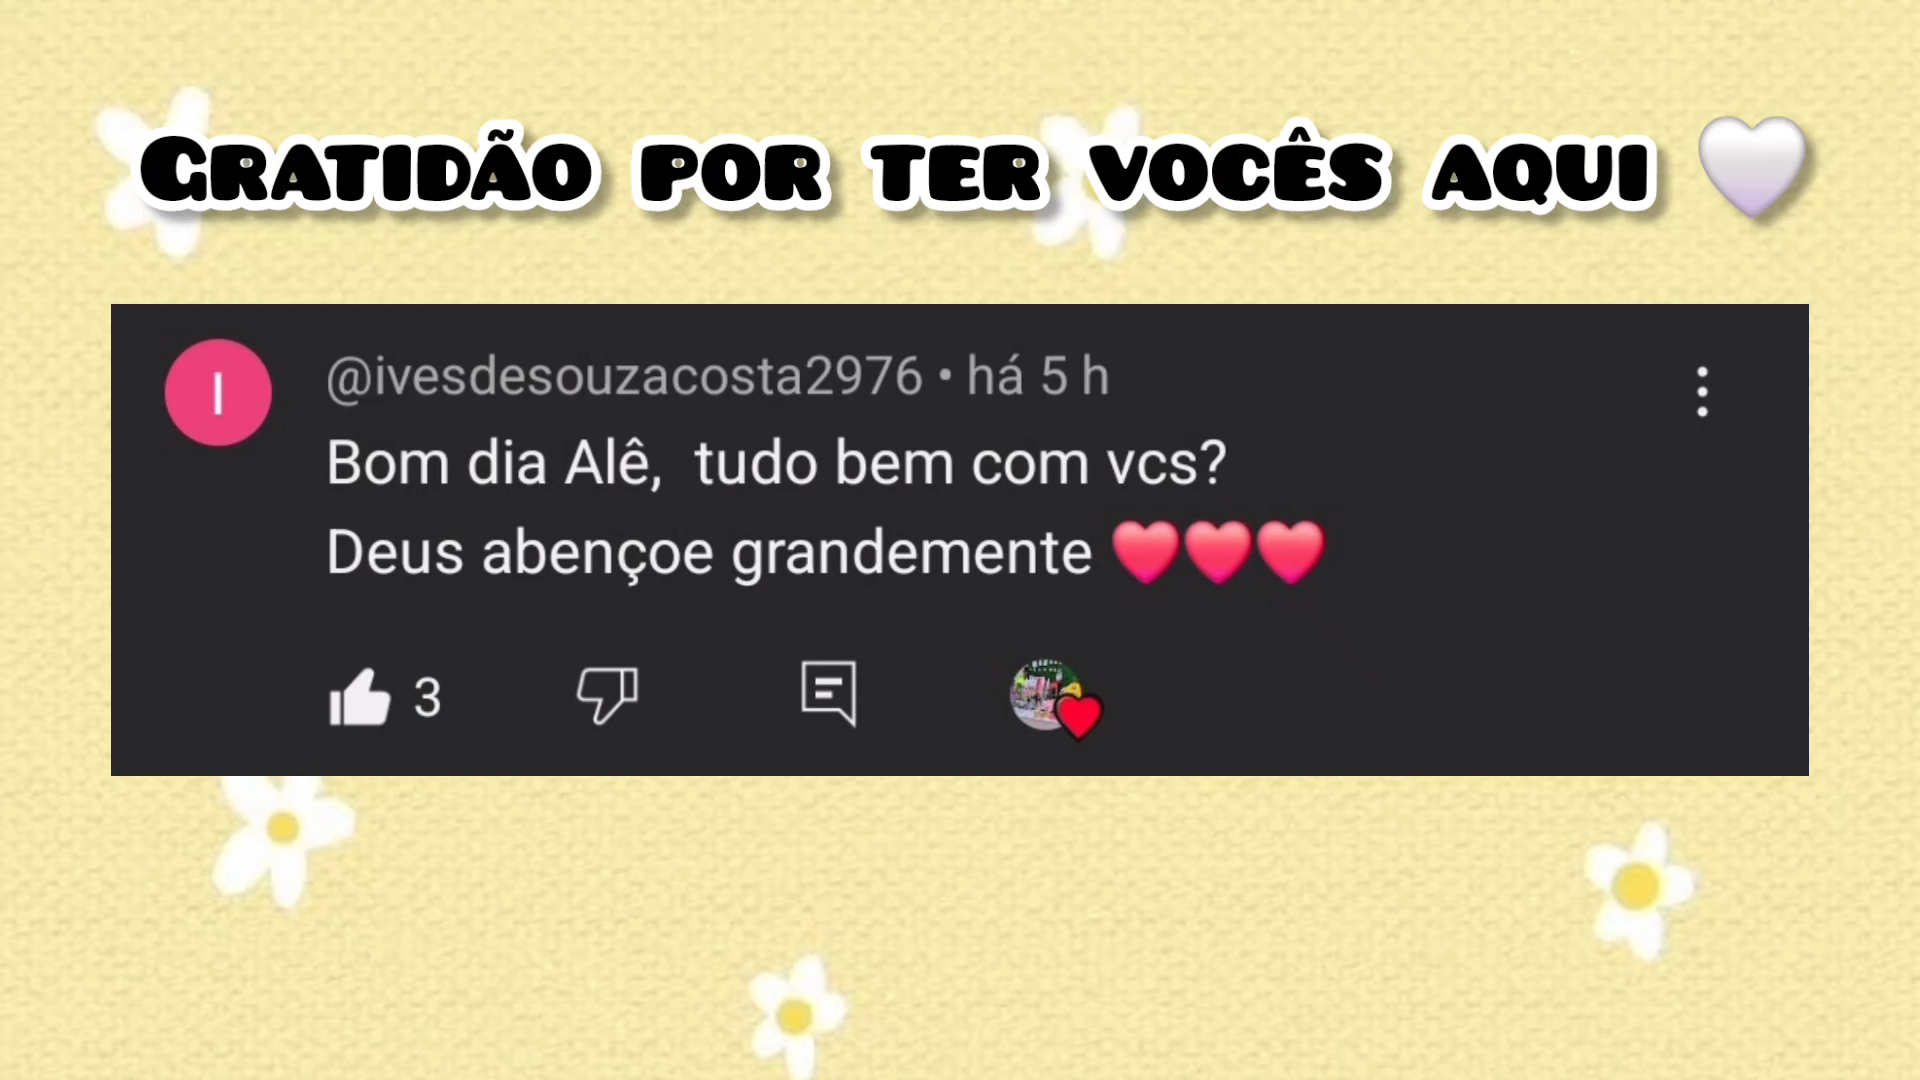 Gratidão por ter vocês aqui 🤍
I
@ivesdesouzacosta2976 • há 5 h
Bom dia Alê,  tudo bem com vcs?
Deus abençoe grandemente ❤️❤️❤️
3